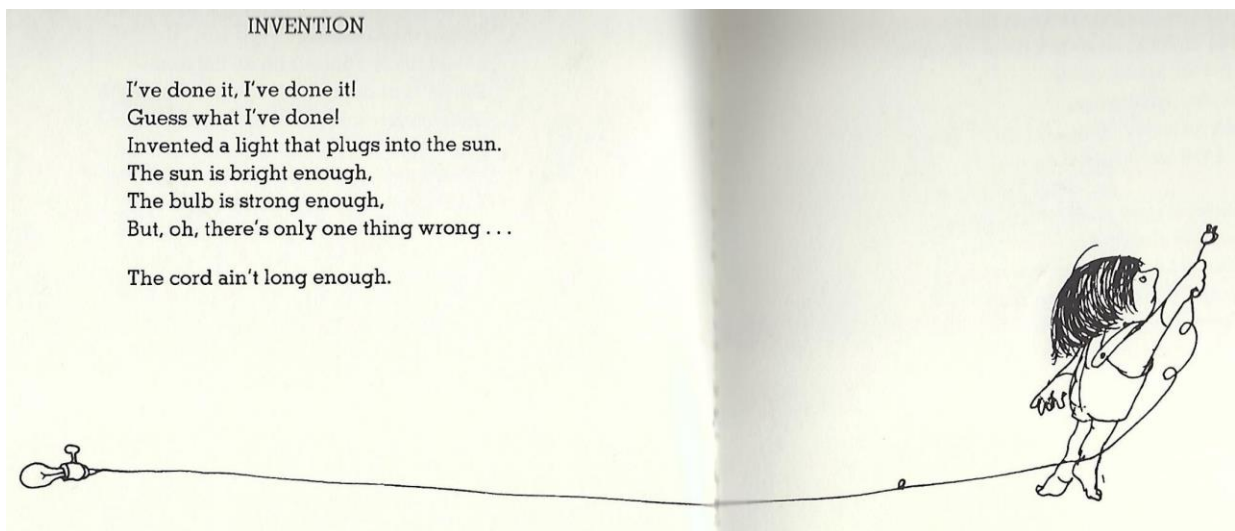 INVENTION
I've done it, I've done it!
Guess what I've done!
Invented a light that plugs into the sun.
The sun is bright enough,
The bulb is strong enough,
But, oh, there's only one thing wrong . . .
The cord ain't long enough.